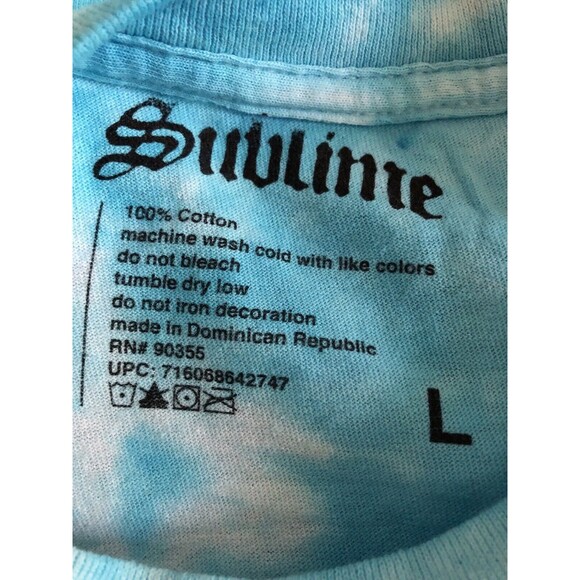 Sublime
100% Cotton
machine wash cold with like colors
do not bleach
tumble dry low
do not iron decoration
made in Dominican Republic
RN# 90355
UPC: 716068642747
L